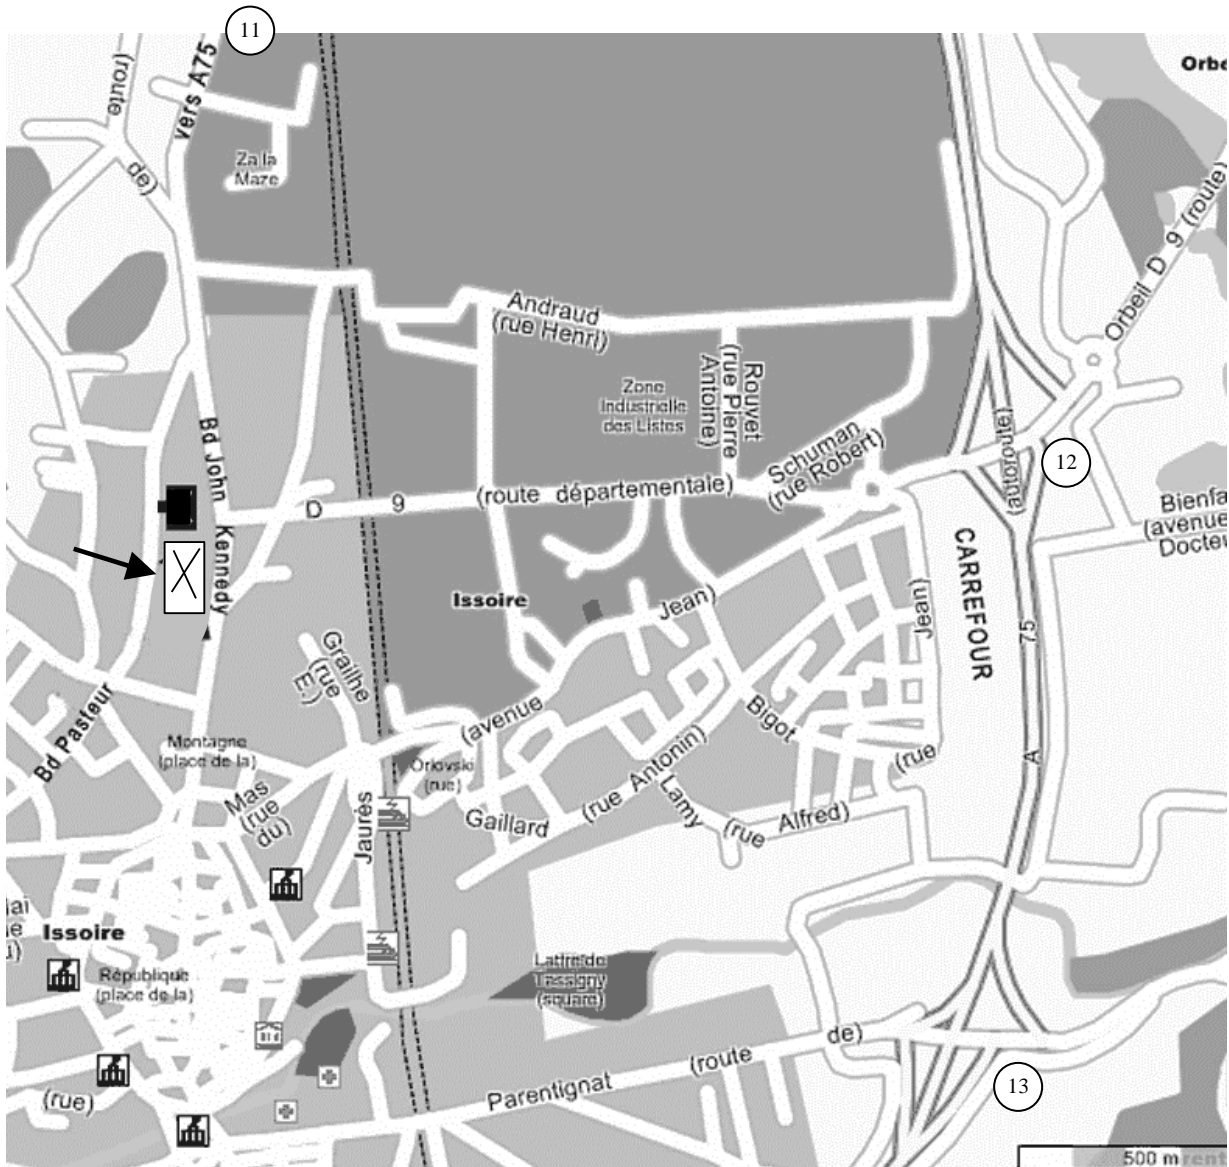 11
Orbe
(route
de)
vers A75
Za la
Maze
Orbeil D 9 (route)
Andraud
(rue Henri)
Rouvet
(rue Pierre
Antoine)
Zone
Industrielle
des Listes
Schuman
(rue Robert)
(autoroute)
12
Bd John Kennedy
D 9 (route départementale)
Bienfa
(avenue
Docteu
CARREFOUR
Issoire
Jean)
(avenue
Jean)
75
A
Grailhe
(rue
E.)
Bd Pasteur
Montagne
(place de la)
Bigot
(rue
Orlovski
(rue)
Mas
(rue
du)
Jaurès
Gaillard
(rue Antonin)
Lamy
(rue
Alfred)
Issoire
République
(place de la)
Lattre de
Tassigny
(square)
Parentignat
(route
de)
13
(rue)
500 m